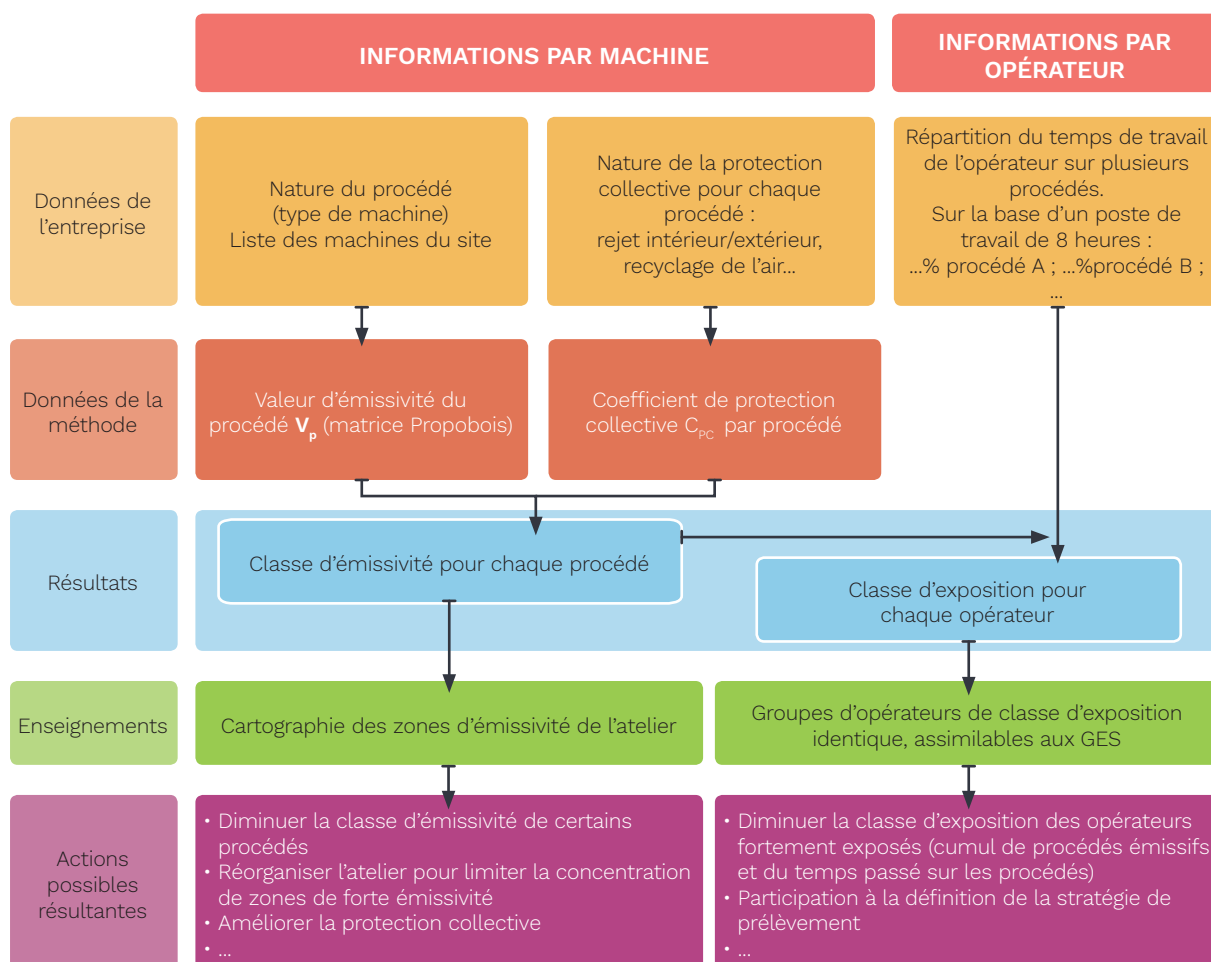 INFORMATIONS PAR MACHINE
INFORMATIONS PAR
OPÉRATEUR
Données de
l'entreprise
Nature du procédé
(type de machine)
Liste des machines du site
Nature de la protection
collective pour chaque
procédé :
rejet intérieur/extérieur,
recyclage de l'air...
Répartition du temps de travail
de l'opérateur sur plusieurs
procédés.
Sur la base d'un poste de
travail de 8 heures :
...% procédé A ; ...%procédé B ;
...
Données de la
méthode
Valeur d'émissivité du
procédé Vp (matrice Propobois)
Coefficient de protection
collective CPC par procédé
Résultats
Classe d'émissivité pour chaque procédé
Classe d'exposition pour
chaque opérateur
Enseignements
Cartographie des zones d'émissivité de l'atelier
Groupes d'opérateurs de classe d'exposition
identique, assimilables aux GES
Actions
possibles
résultantes
• Diminuer la classe d'émissivité de certains
procédés
• Réorganiser l'atelier pour limiter la concentration
de zones de forte émissivité
• Améliorer la protection collective
• ...
• Diminuer la classe d'exposition des opérateurs
fortement exposés (cumul de procédés émissifs
et du temps passé sur les procédés)
• Participation à la définition de la stratégie de
prélèvement
• ...